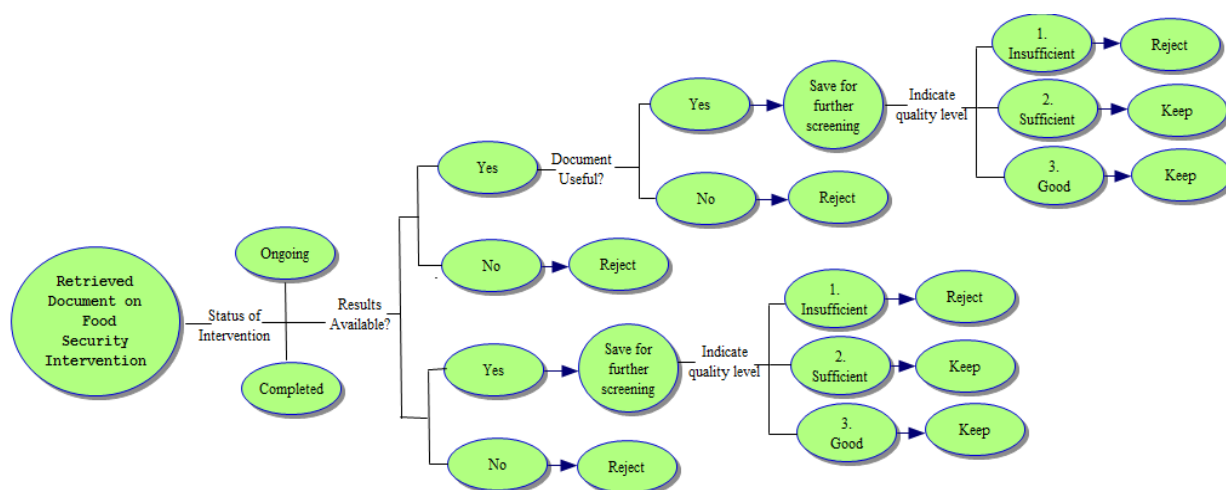 Retrieved
Document on
Food
Security
Intervention
Status of
Intervention
Ongoing
Completed
Results
Available?
Yes
Document
Useful?
Yes
Save for
further
screening
Indicate
quality level
1.
Insufficient
Reject
2.
Sufficient
Keep
3.
Good
Keep
No
Reject
No
Reject
Yes
Save for
further
screening
Indicate
quality level
1.
Insufficient
Reject
2.
Sufficient
Keep
3.
Good
Keep
No
Reject